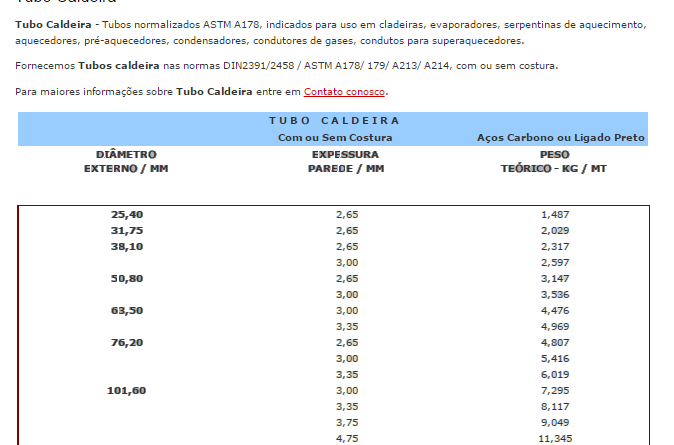 Tubo Caldeira
Tubo Caldeira - Tubos normalizados ASTM A178, indicados para uso em cladeiras, evaporadores, serpentinas de aquecimento,
aquecedores, pré-aquecedores, condensadores, condutores de gases, condutos para superaquecedores.
Fornecemos Tubos caldeira nas normas DIN2391/2458 / ASTM A178/ 179/ A213/ A214, com ou sem costura.
Para maiores informações sobre Tubo Caldeira entre em Contato conosco.
TUBO CALDEIRA
Com ou Sem Costura Aços Carbono ou Ligado Preto
DIÂMETRO EXPESSURA PESO
EXTERNO / MM PAREDE / MM TEÓRICO - KG / MT
25,40 2,65 1,487
31,75 2,65 2,029
38,10 2,65 2,317
3,00 2,597
50,80 2,65 3,147
3,00 3,536
63,50 3,00 4,476
3,35 4,969
76,20 2,65 4,807
3,00 5,416
3,35 6,019
101,60 3,00 7,295
3,35 8,117
3,75 9,049
4,75 11,345